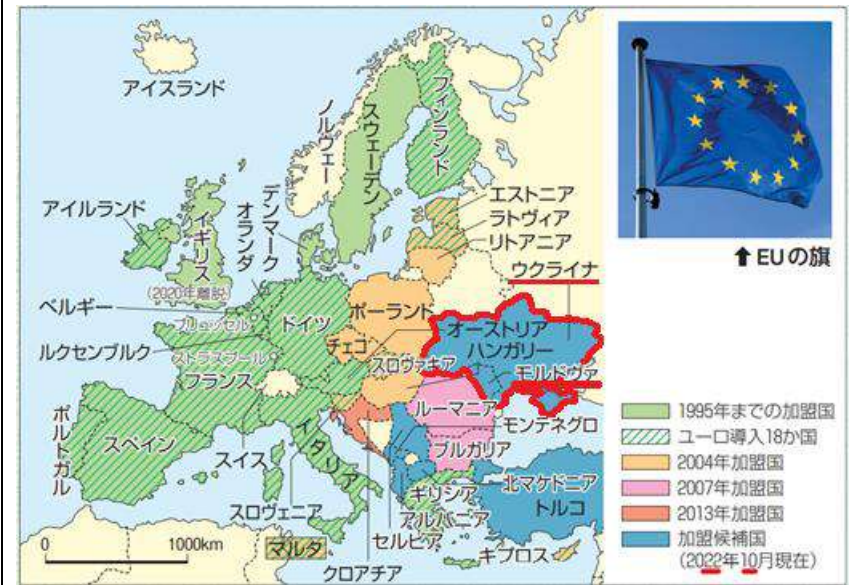 アイスランド
ノルウェー
スウェーデン
フィンランド
エストニア
ラトヴィア
リトアニア
アイルランド
イギリス
(2020年離脱)
オランダ
デンマーク
ウクライナ
↑EUの旗
ベルギー
ブリュッセル
ドイツ
ポーランド
オーストリア
ハンガリー
チェコ
ルクセンブルク
ストラスブール
スロヴァキア
モルドヴァ
フランス
ルーマニア
モンテネグロ
ポルトガル
スペイン
スイス
イタリア
ブルガリア
スロヴェニア
ギリシア
北マケドニア
アルバニア
トルコ
セルビア
マルタ
キプロス
クロアチア
0 1000km
1995年までの加盟国
ユーロ導入18か国
2004年加盟国
2007年加盟国
2013年加盟国
加盟候補国
(2022年10月現在)